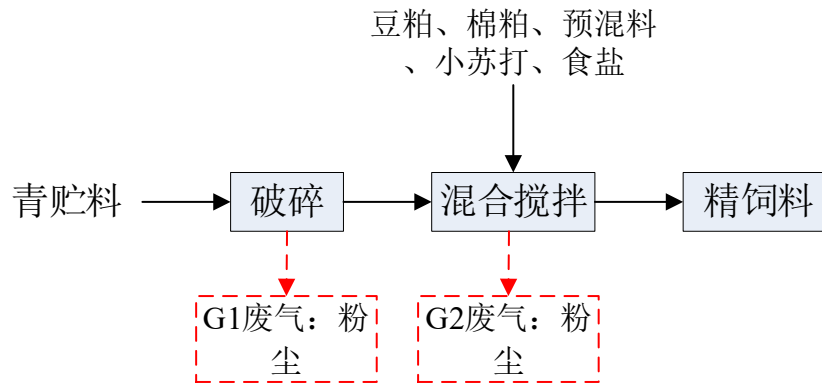 豆粕、棉粕、预混料
、小苏打、食盐
青贮料
破碎
混合搅拌
精饲料
G1废气：粉
尘
G2废气：粉
尘